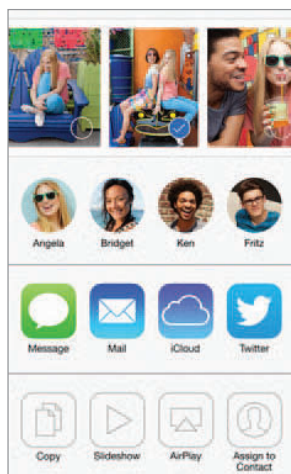 Angela Bridget Ken Fritz
Message Mail iCloud Twitter
Copy Slideshow AirPlay Assign to
Contact